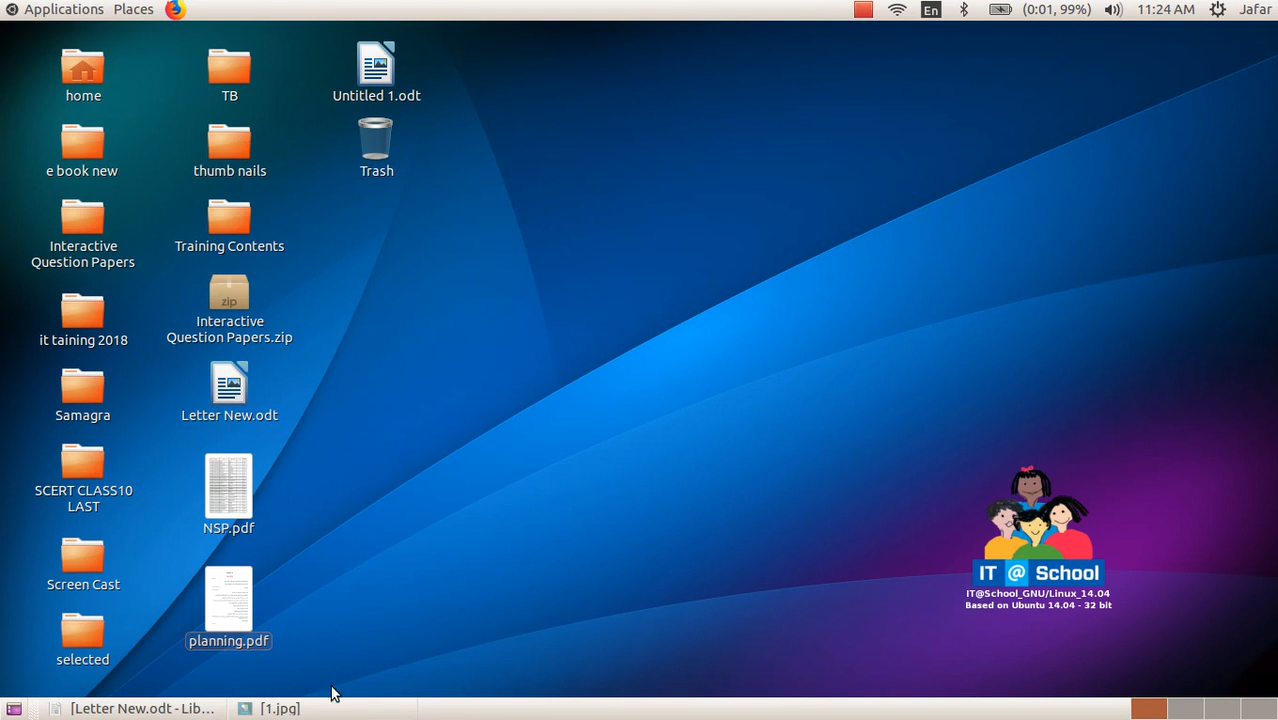 Applications Places
En (0:01, 99%) 11:24 AM Jafar
home
TB
Untitled 1.odt
e book new
thumb nails
Trash
Interactive
Question Papers
Training Contents
zip
it taining 2018
Interactive
Question Papers.zip
Samagra
Letter New.odt
SCERT CLASS10
LAST
NSP.pdf
Screen Cast
planning.pdf
selected
IT @ School
IT@School_GNU/Linux_14.04
Based on Ubuntu 14.04 - 32 bit
[Letter New.odt - Lib... [1.jpg]